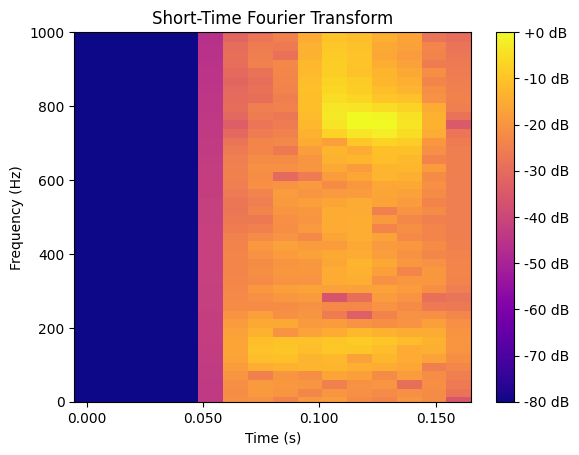 Short-Time Fourier Transform
Frequency (Hz)
1000
800
600
400
200
0
0.000
0.050
0.100
0.150
Time (s)
+0 dB
-10 dB
-20 dB
-30 dB
-40 dB
-50 dB
-60 dB
-70 dB
-80 dB